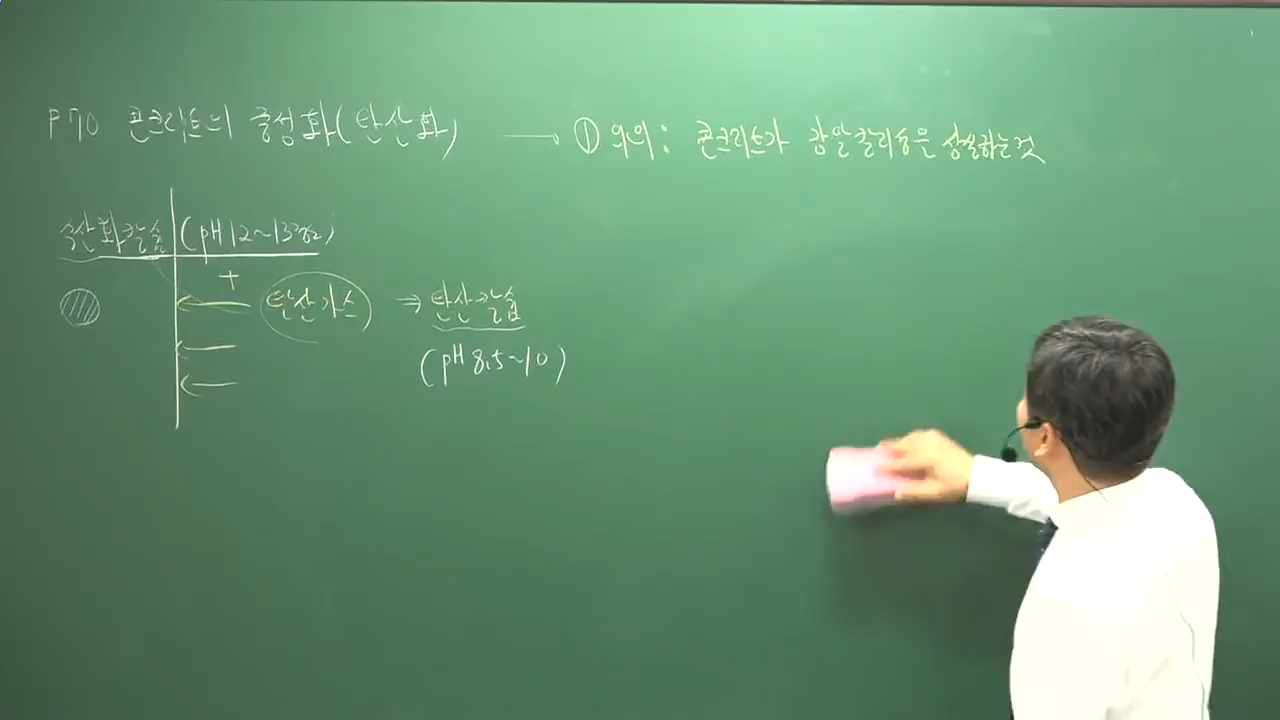 P70 콘크리트의 중성화(탄산화) → ① 의의: 콘크리트가 강알칼리성을 상실하는것
수산화칼슘 (pH 12~13정도)
+
← 탄산가스 ⇒ 탄산칼슘
(pH 8.5~10)